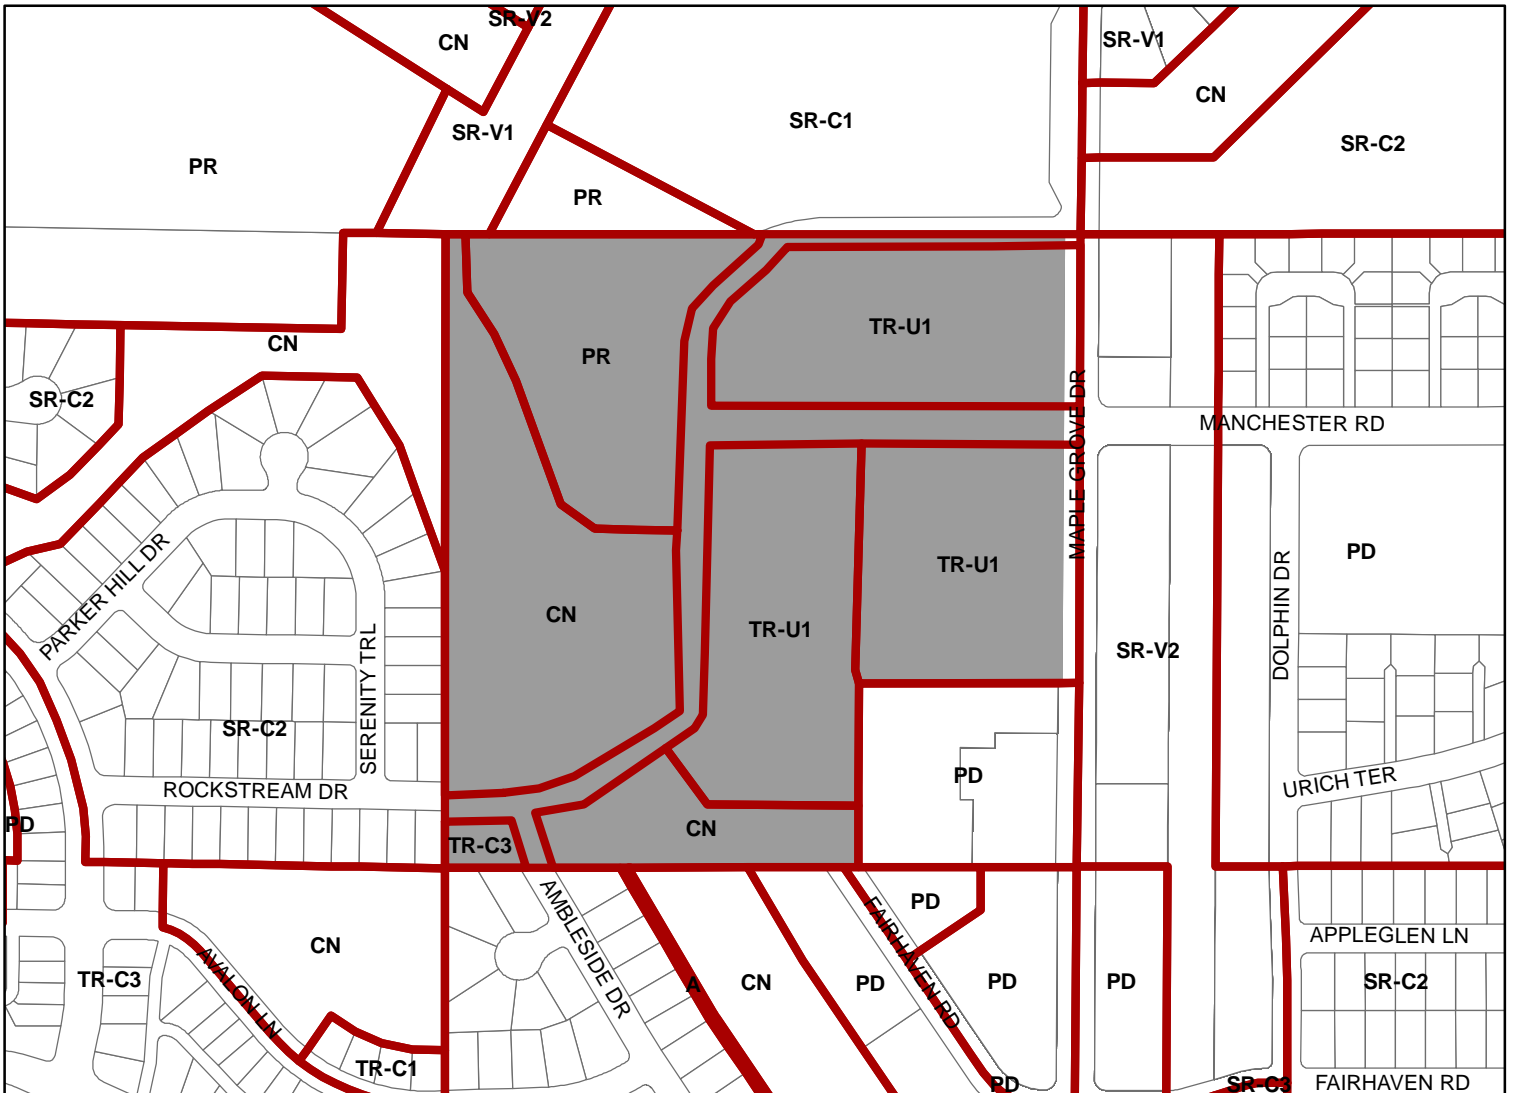 SR-V2
CN
SR-V1
SR-V1
CN
SR-C1
SR-C2
PR
PR
TR-U1
CN
PR
SR-C2
MANCHESTER RD
MAPLE GROVE DR
PD
PARKER HILL DR
TR-U1
DOLPHIN DR
CN
TR-U1
SERENITY TRL
SR-V2
SR-C2
PD
URICH TER
ROCKSTREAM DR
PD
CN
TR-C3
AMBLESIDE DR
FAIRHAVEN RD
PD
APPLEGLEN LN
CN
AVALON LN
TR-C3
A
CN
PD
PD
PD
SR-C2
TR-C1
PD
SR-C3
FAIRHAVEN RD